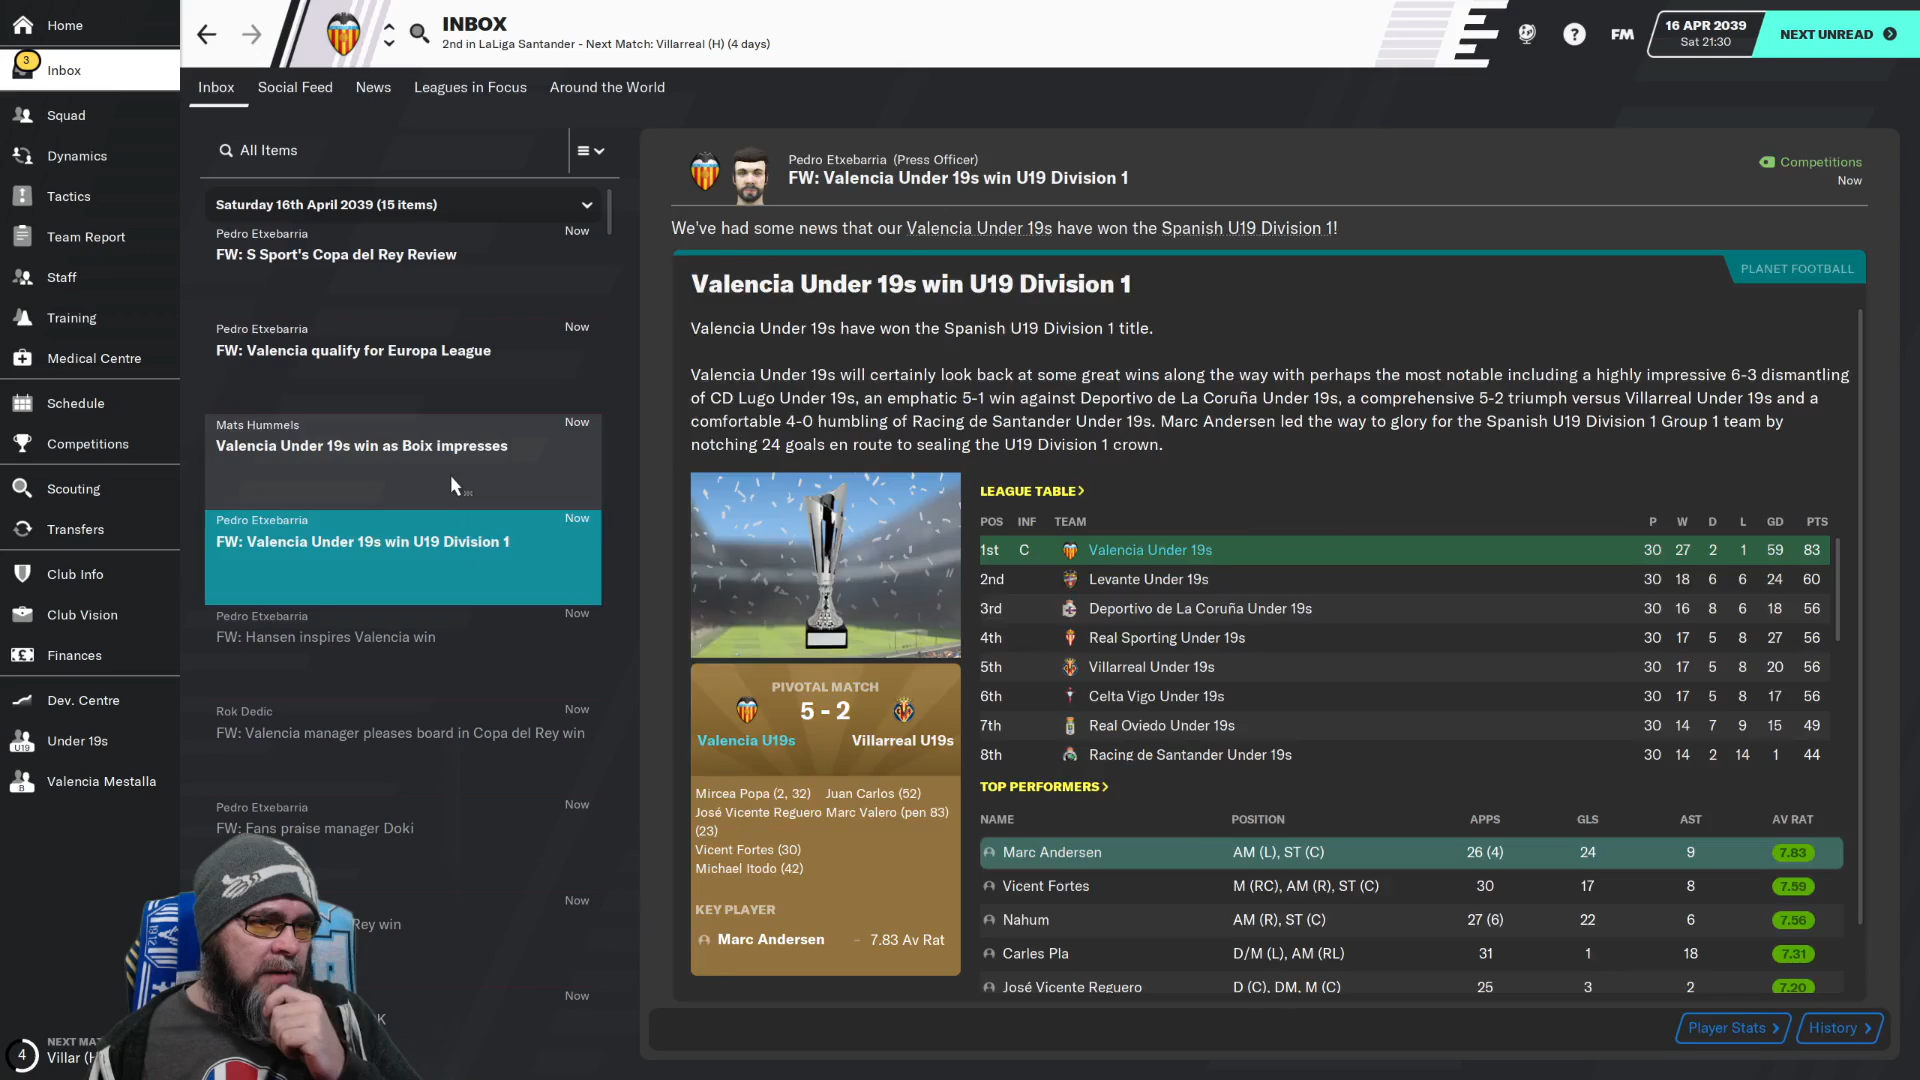 Home
3
Inbox
Squad
Dynamics
Tactics
Team Report
Staff
Training
Medical Centre
Schedule
Competitions
Scouting
Transfers
Club Info
Club Vision
Finances
Dev. Centre
U19
Under 19s
B
Valencia Mestalla
4
NEXT MA
Villar (H
INBOX
2nd in LaLiga Santander - Next Match: Villarreal (H) (4 days)
?
FM
16 APR 2039
Sat 21:30
NEXT UNREAD
Inbox
Social Feed
News
Leagues in Focus
Around the World
All Items
Saturday 16th April 2039 (15 items)
Pedro Etxebarria
Now
FW: S Sport's Copa del Rey Review
Pedro Etxebarria
Now
FW: Valencia qualify for Europa League
Mats Hummels
Now
Valencia Under 19s win as Boix impresses
Pedro Etxebarria
Now
FW: Valencia Under 19s win U19 Division 1
Pedro Etxebarria
Now
FW: Hansen inspires Valencia win
Rok Dedic
Now
FW: Valencia manager pleases board in Copa del Rey win
Pedro Etxebarria
Now
FW: Fans praise manager Doki
Now
Rey win
Now
K
Pedro Etxebarria (Press Officer)
FW: Valencia Under 19s win U19 Division 1
Competitions
Now
We've had some news that our Valencia Under 19s have won the Spanish U19 Division 1!
PLANET FOOTBALL
Valencia Under 19s win U19 Division 1
Valencia Under 19s have won the Spanish U19 Division 1 title.
Valencia Under 19s will certainly look back at some great wins along the way with perhaps the most notable including a highly impressive 6-3 dismantling
of CD Lugo Under 19s, an emphatic 5-1 win against Deportivo de La Coruña Under 19s, a comprehensive 5-2 triumph versus Villarreal Under 19s and a
comfortable 4-0 humbling of Racing de Santander Under 19s. Marc Andersen led the way to glory for the Spanish U19 Division 1 Group 1 team by
notching 24 goals en route to sealing the U19 Division 1 crown.
PIVOTAL MATCH
5 - 2
Valencia U19s Villarreal U19s
Mircea Popa (2, 32) Juan Carlos (52)
José Vicente Reguero Marc Valero (pen 83)
(23)
Vicent Fortes (30)
Michael Itodo (42)
KEY PLAYER
Marc Andersen - 7.83 Av Rat
LEAGUE TABLE
POS INF TEAM P W D L GD PTS
1st C Valencia Under 19s 30 27 2 1 59 83
2nd Levante Under 19s 30 18 6 6 24 60
3rd Deportivo de La Coruña Under 19s 30 16 8 6 18 56
4th Real Sporting Under 19s 30 17 5 8 27 56
5th Villarreal Under 19s 30 17 5 8 20 56
6th Celta Vigo Under 19s 30 17 5 8 17 56
7th Real Oviedo Under 19s 30 14 7 9 15 49
8th Racing de Santander Under 19s 30 14 2 14 1 44
TOP PERFORMERS
NAME POSITION APPS GLS AST AV RAT
Marc Andersen AM (L), ST (C) 26 (4) 24 9 7.83
Vicent Fortes M (RC), AM (R), ST (C) 30 17 8 7.59
Nahum AM (R), ST (C) 27 (6) 22 6 7.56
Carles Pla D/M (L), AM (RL) 31 1 18 7.31
José Vicente Reguero D (C), DM, M (C) 25 3 2 7.20
Player Stats
History